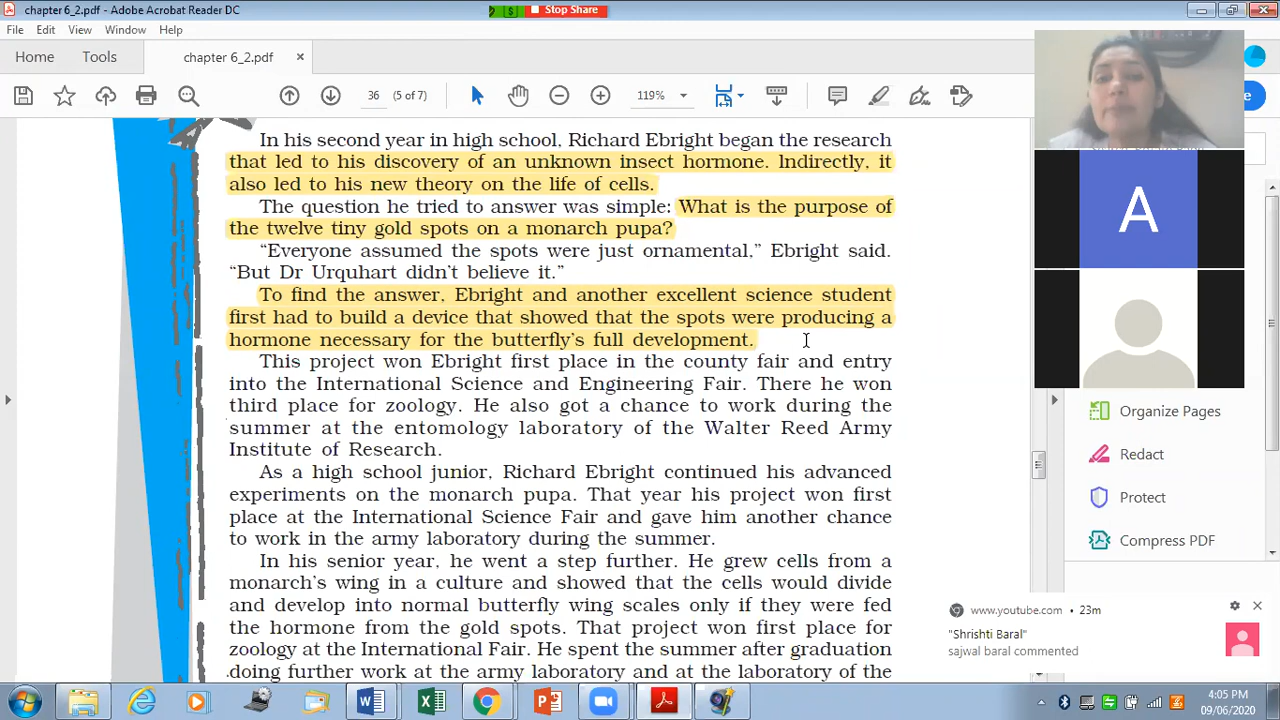 chapter 6_2.pdf - Adobe Acrobat Reader DC
Stop Share
File Edit View Window Help
Home Tools chapter 6_2.pdf ×
36 (5 of 7) 119%
In his second year in high school, Richard Ebright began the research
that led to his discovery of an unknown insect hormone. Indirectly, it
also led to his new theory on the life of cells.
The question he tried to answer was simple: What is the purpose of
the twelve tiny gold spots on a monarch pupa?
“Everyone assumed the spots were just ornamental,” Ebright said.
“But Dr Urquhart didn’t believe it.”
To find the answer, Ebright and another excellent science student
first had to build a device that showed that the spots were producing a
hormone necessary for the butterfly’s full development.
This project won Ebright first place in the county fair and entry
into the International Science and Engineering Fair. There he won
third place for zoology. He also got a chance to work during the
summer at the entomology laboratory of the Walter Reed Army
Institute of Research.
As a high school junior, Richard Ebright continued his advanced
experiments on the monarch pupa. That year his project won first
place at the International Science Fair and gave him another chance
to work in the army laboratory during the summer.
In his senior year, he went a step further. He grew cells from a
monarch’s wing in a culture and showed that the cells would divide
and develop into normal butterfly wing scales only if they were fed
the hormone from the gold spots. That project won first place for
zoology at the International Fair. He spent the summer after graduation
doing further work at the army laboratory and at the laboratory of the
A
Organize Pages
Redact
Protect
Compress PDF
www.youtube.com • 23m
"Shrishti Baral"
sajwal baral commented
4:05 PM
09/06/2020